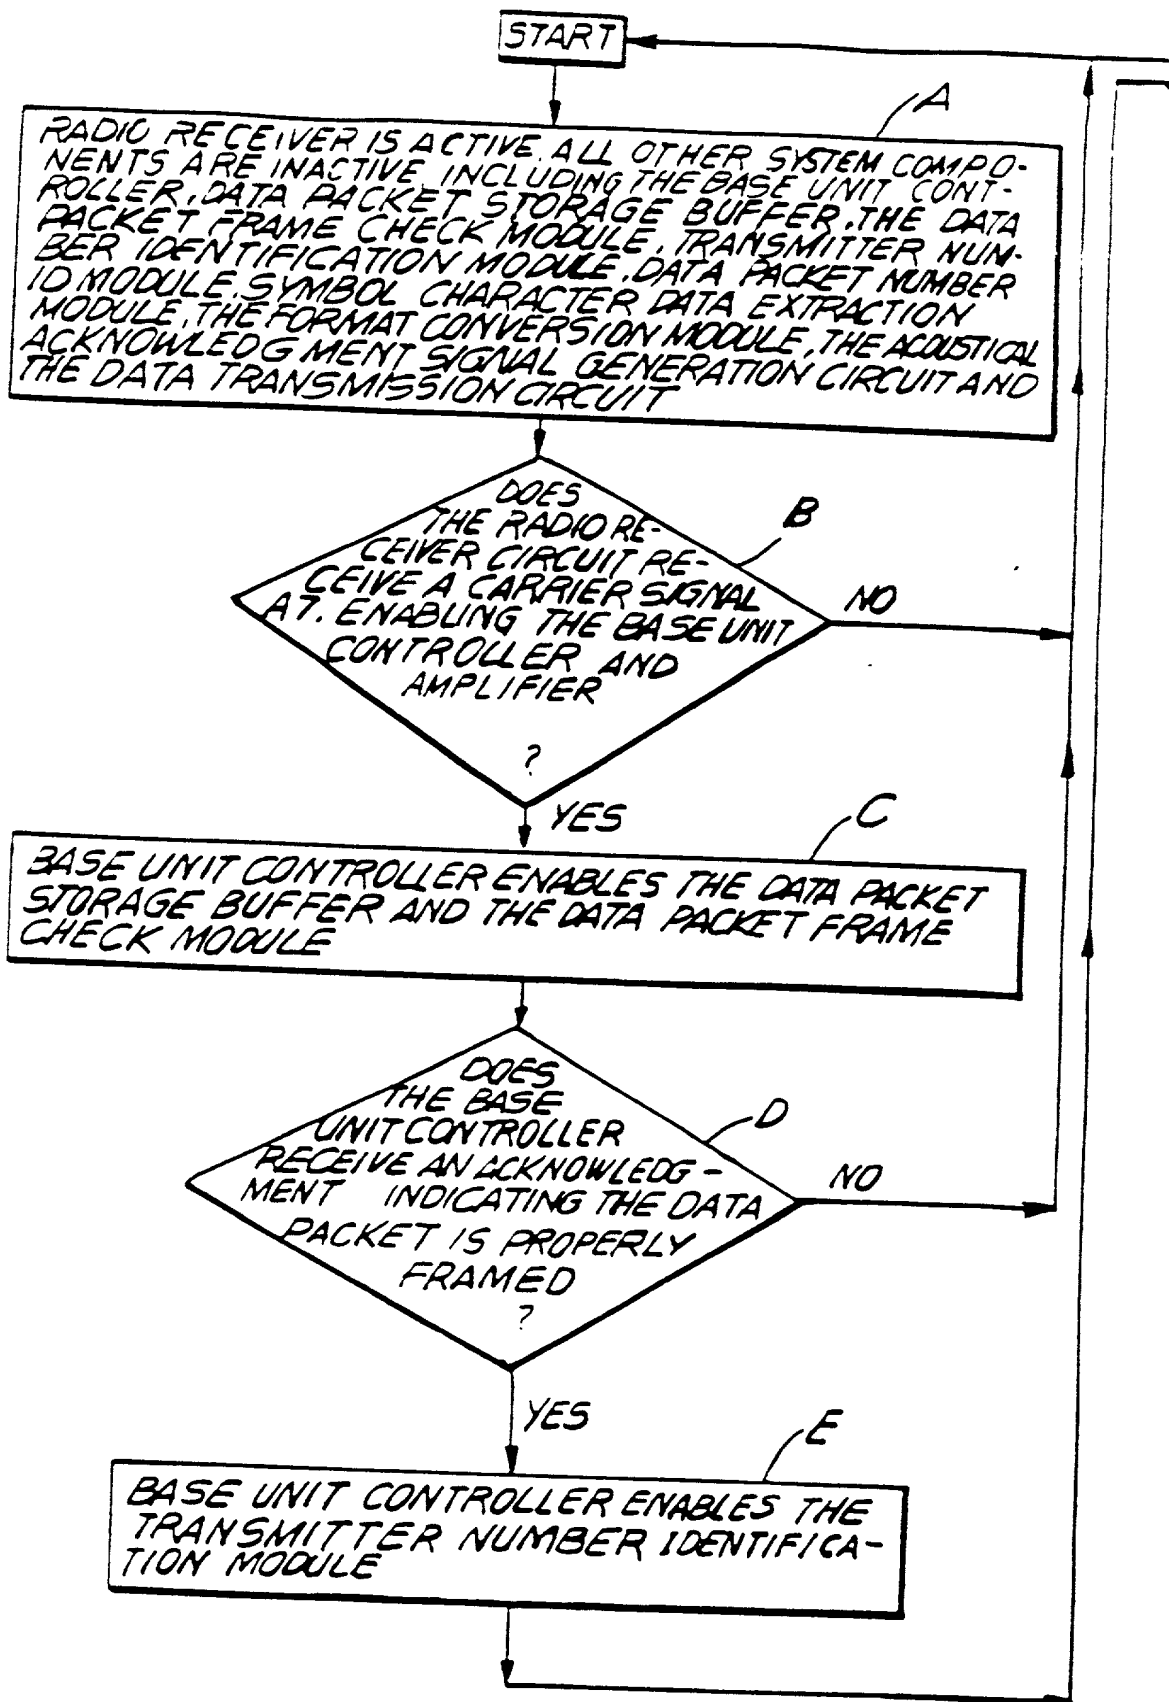 START
A
RADIO RECEIVER IS ACTIVE. ALL OTHER SYSTEM COMPO-
NENTS ARE INACTIVE, INCLUDING THE BASE UNIT CONT-
ROLLER, DATA PACKET STORAGE BUFFER, THE DATA
PACKET FRAME CHECK MODULE, TRANSMITTER NUM-
BER IDENTIFICATION MODULE, DATA PACKET NUMBER
ID MODULE, SYMBOL CHARACTER DATA EXTRACTION
MODULE, THE FORMAT CONVERSION MODULE, THE ACOUSTICAL
ACKNOWLEDGMENT SIGNAL GENERATION CIRCUIT AND
THE DATA TRANSMISSION CIRCUIT
B
DOES
THE RADIO RE-
CEIVER CIRCUIT RE-
CEIVE A CARRIER SIGNAL
A7. ENABLING THE BASE UNIT
CONTROLLER AND
AMPLIFIER
?
NO
YES
C
BASE UNIT CONTROLLER ENABLES THE DATA PACKET
STORAGE BUFFER AND THE DATA PACKET FRAME
CHECK MODULE
D
DOES
THE BASE
UNIT CONTROLLER
RECEIVE AN ACKNOWLEDG-
MENT INDICATING THE DATA
PACKET IS PROPERLY
FRAMED
?
NO
YES
E
BASE UNIT CONTROLLER ENABLES THE
TRANSMITTER NUMBER IDENTIFICA-
TION MODULE